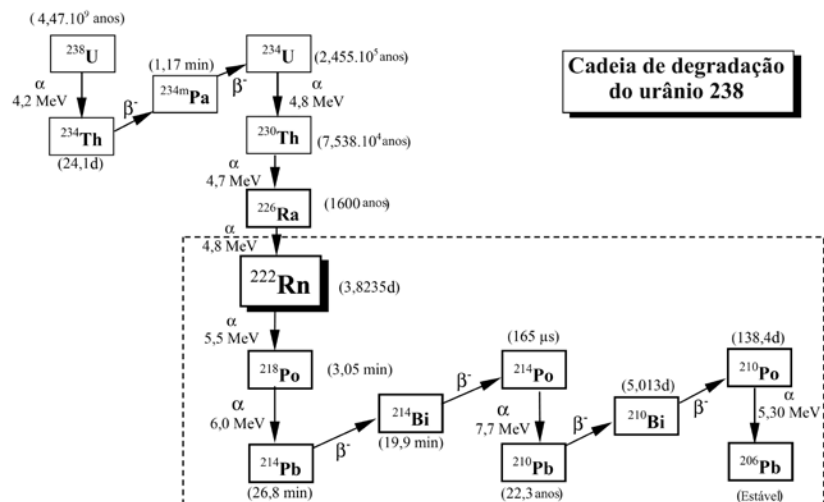 ( 4,47.10⁹ anos)
²³⁸U
α
4,2 MeV
²³⁴Th
(24,1d)
β⁻
(1,17 min)
²³⁴ᵐPa
β⁻
²³⁴U
(2,455.10⁵ anos)
α
4,8 MeV
²³⁰Th
(7,538.10⁴ anos)
Cadeia de degradação
do urânio 238
α
4,7 MeV
²²⁶Ra
(1600 anos)
α
4,8 MeV
²²²Rn
(3,8235d)
α
5,5 MeV
²¹⁸Po
(3,05 min)
α
6,0 MeV
²¹⁴Pb
(26,8 min)
β⁻
²¹⁴Bi
(19,9 min)
β⁻
(165 µs)
²¹⁴Po
α
7,7 MeV
²¹⁰Pb
(22,3 anos)
β⁻
(5,013d)
²¹⁰Bi
β⁻
(138,4d)
²¹⁰Po
α
5,30 MeV
²⁰⁶Pb
(Estável)